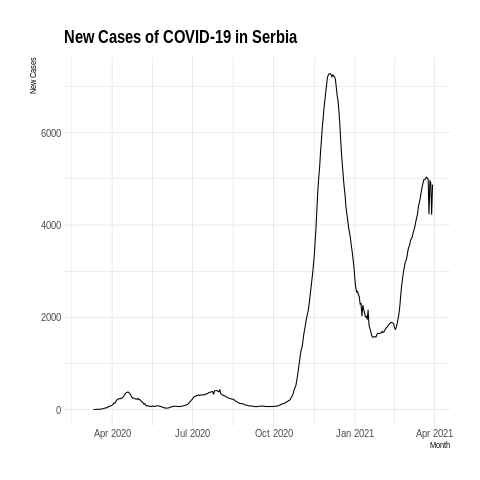 New Cases of COVID-19 in Serbia
New Cases
6000
4000
2000
0
Apr 2020 Jul 2020 Oct 2020 Jan 2021 Apr 2021
Month